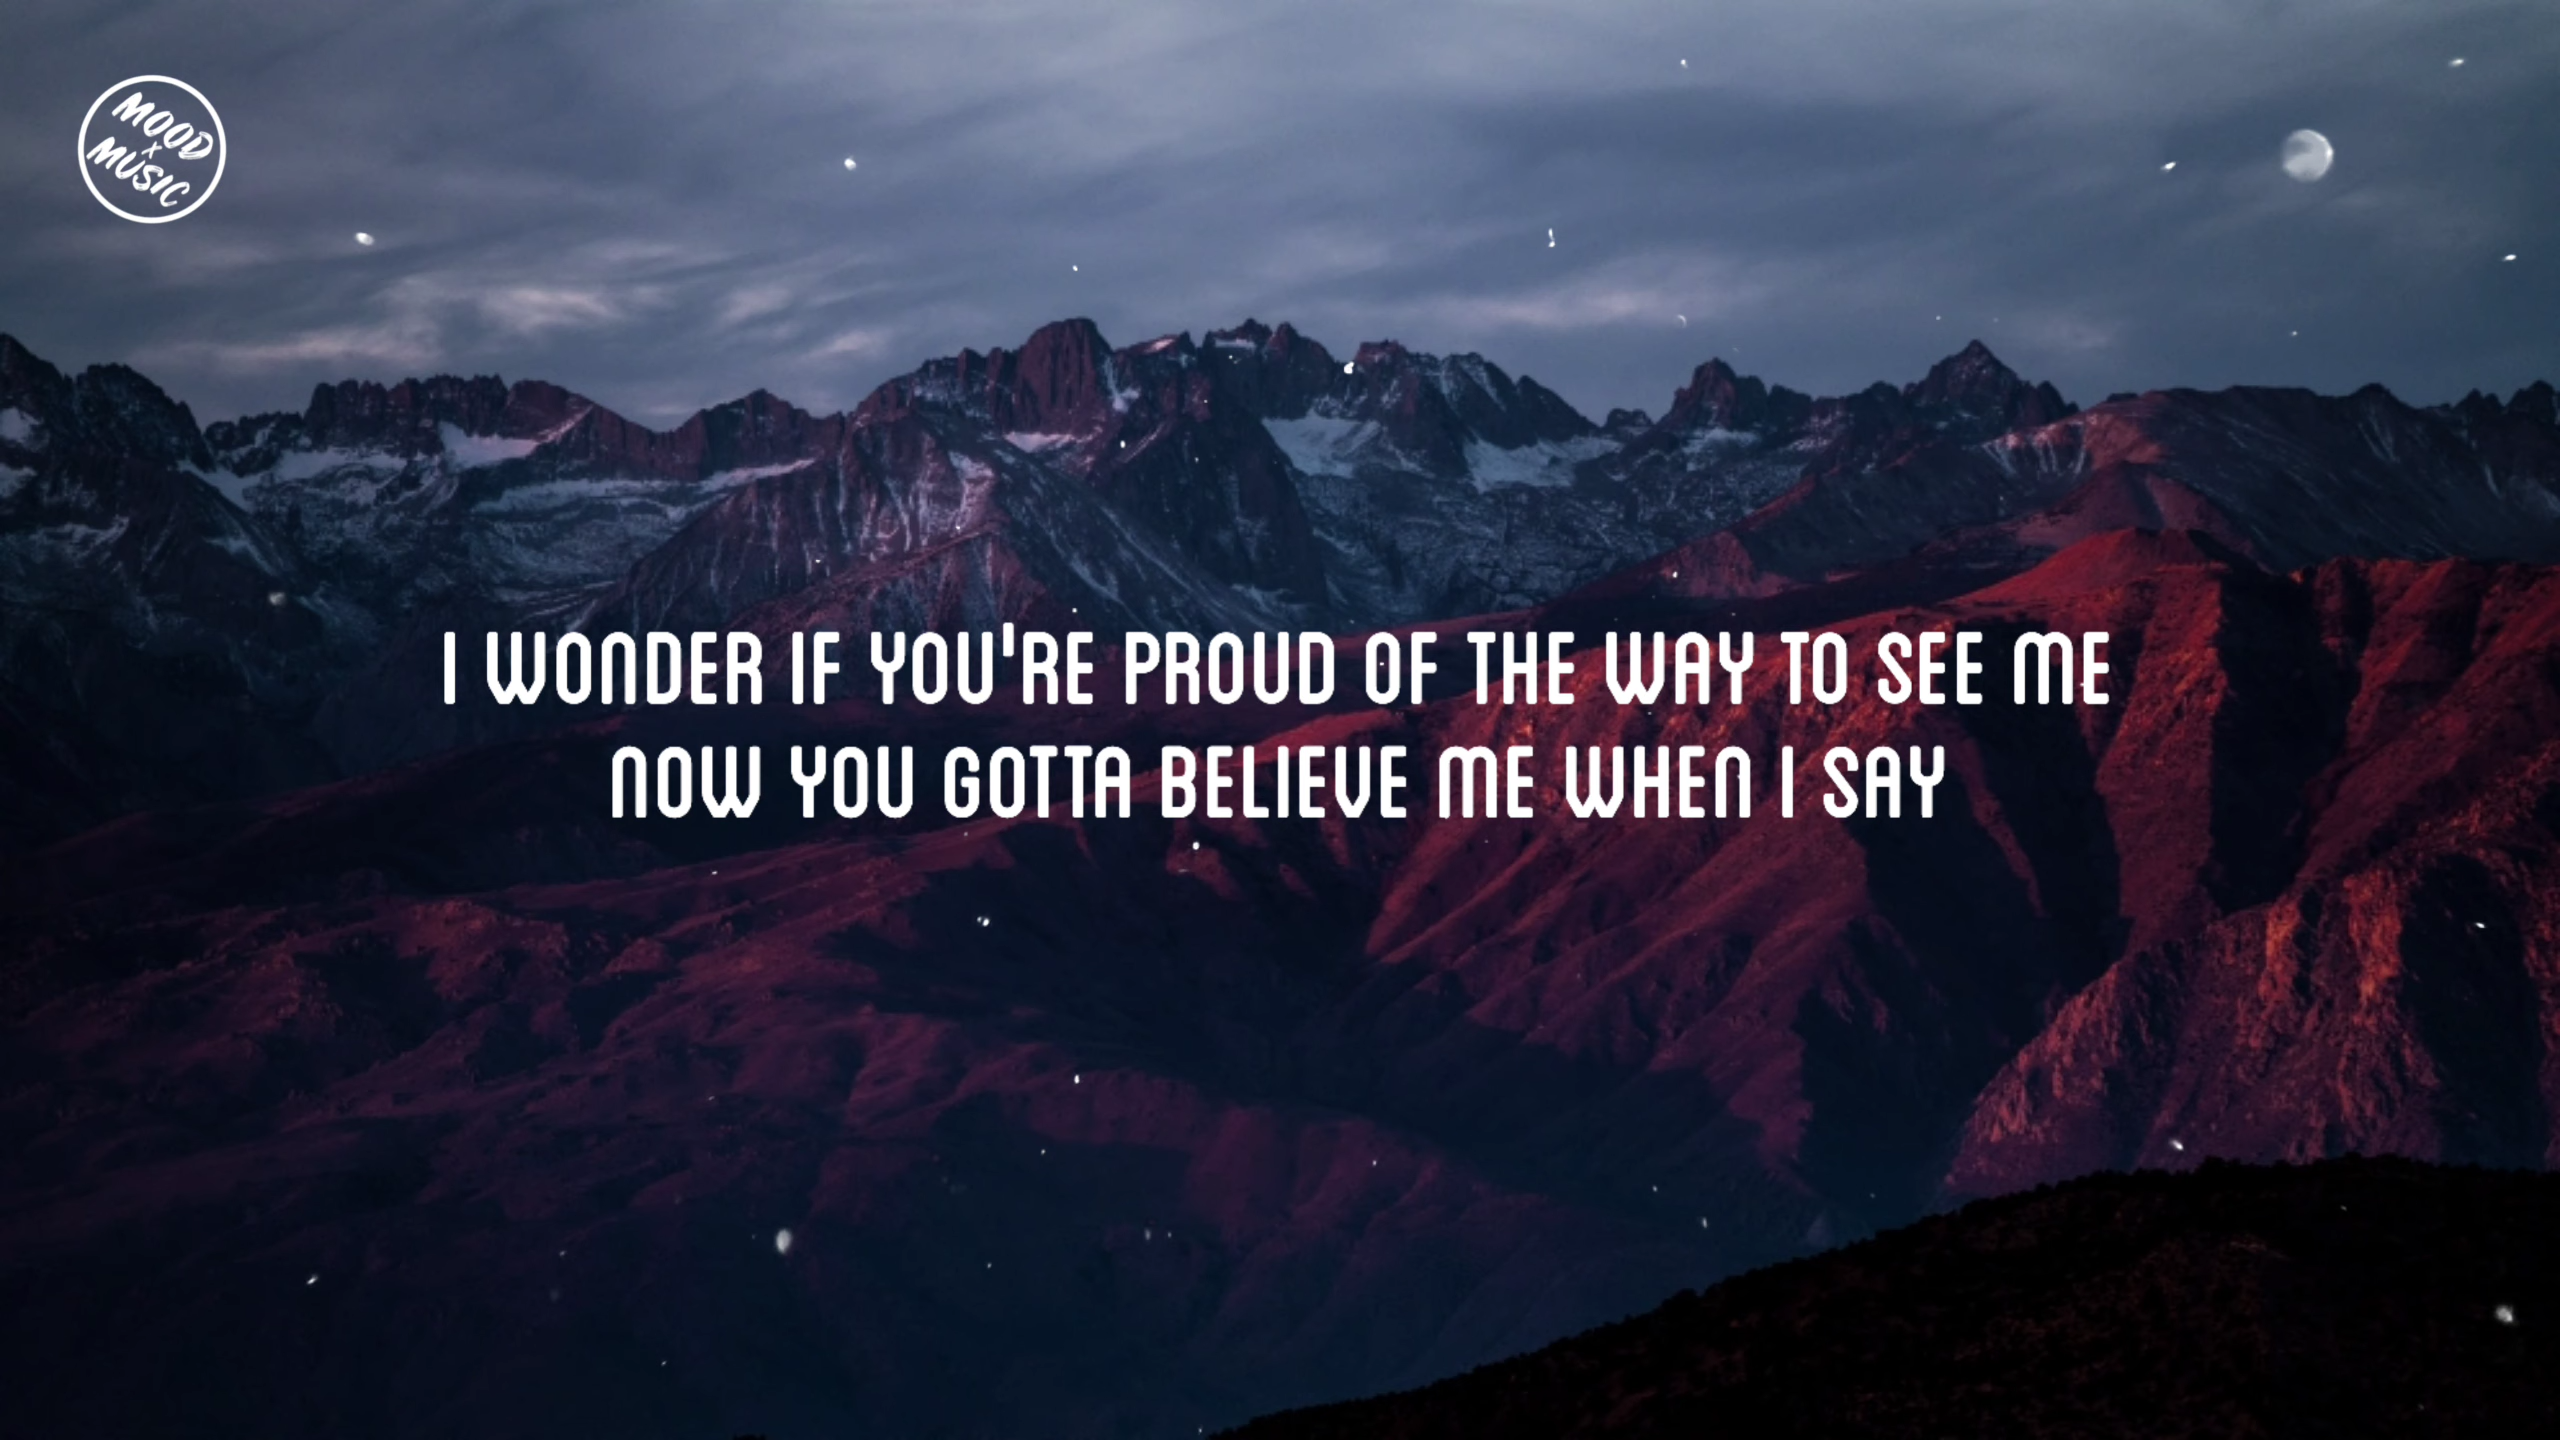 MOOD
X
MUSIC
I WONDER IF YOU'RE PROUD OF THE WAY TO SEE ME
NOW YOU GOTTA BELIEVE ME WHEN I SAY